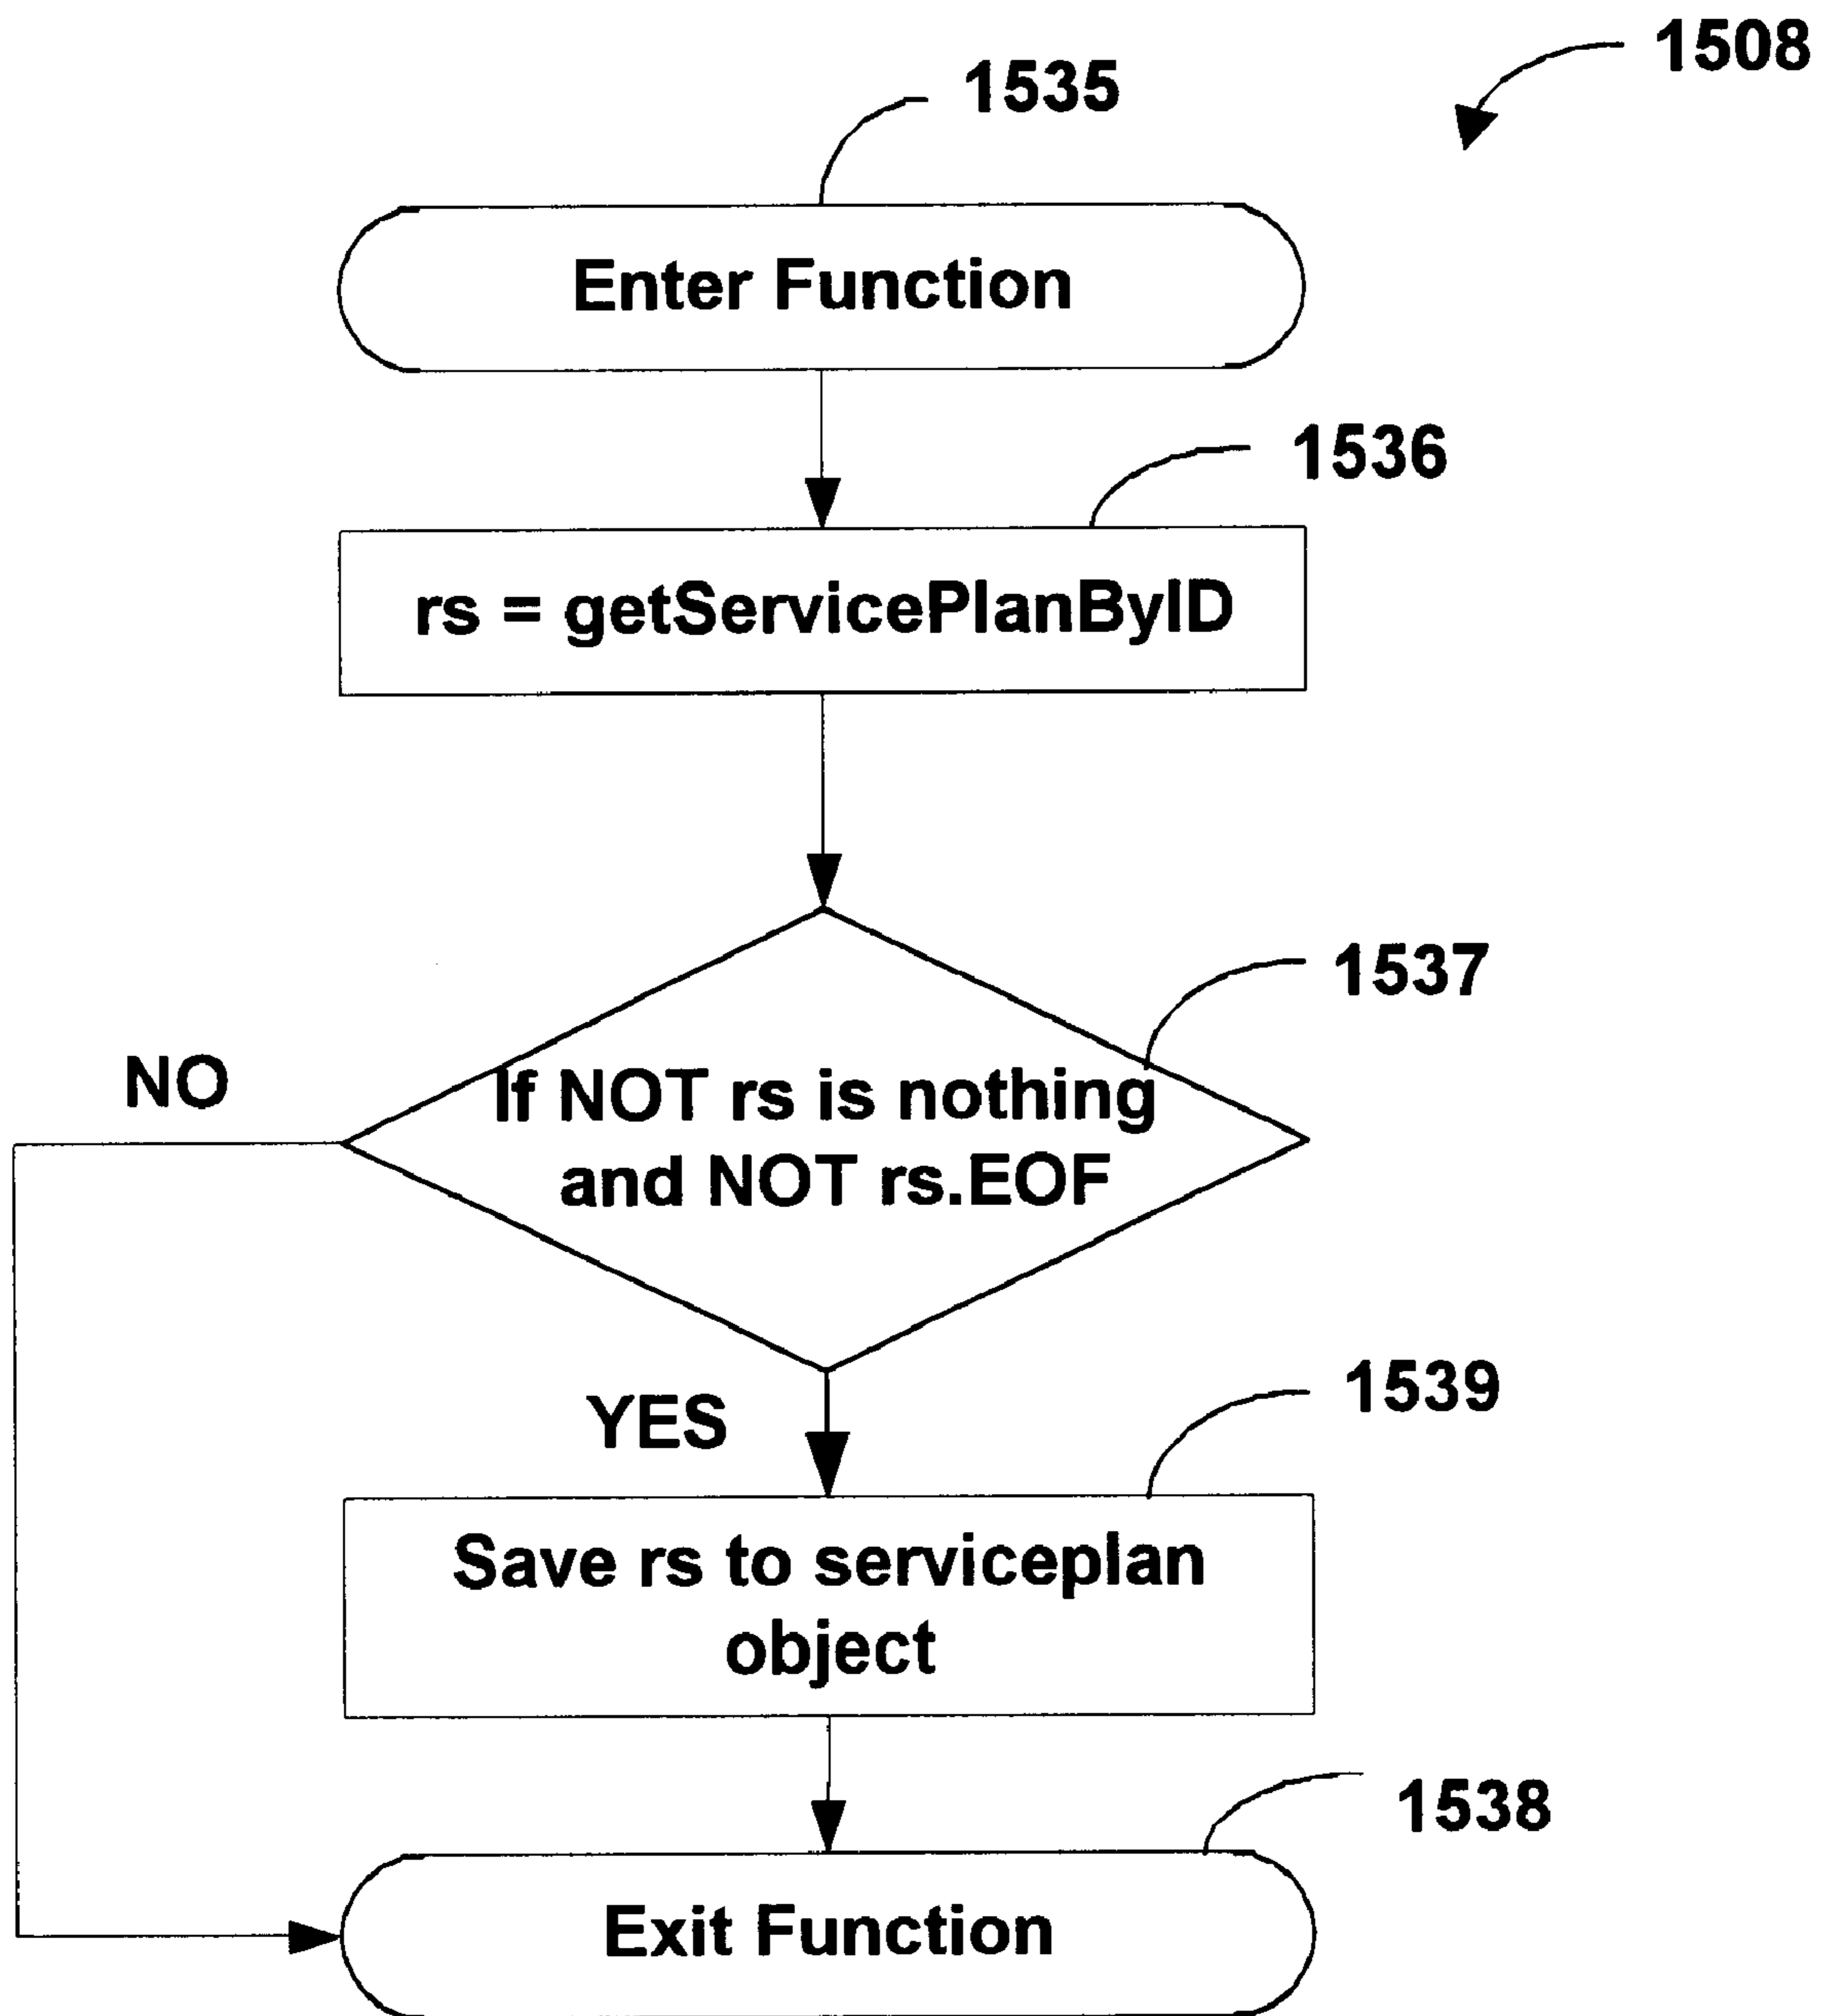 1508
1535
Enter Function
1536
rs = getServicePlanByID
1537
NO
If NOT rs is nothing
and NOT rs.EOF
1539
YES
Save rs to serviceplan
object
1538
Exit Function